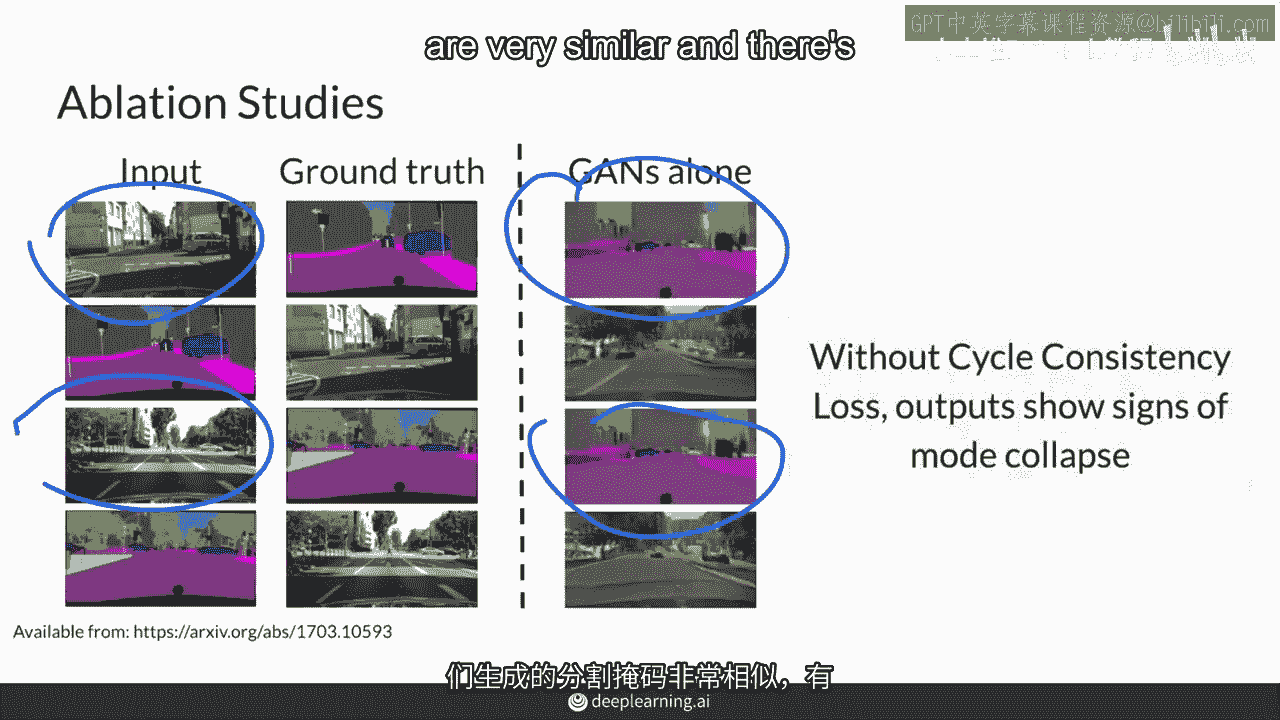 GPT中英字幕课程资源@bilibili.com
are very similar and there's
Ablation Studies
Input
Ground truth
GANs alone
Without Cycle Consistency
Loss, outputs show signs of
mode collapse
Available from: https://arxiv.org/abs/1703.10593
们生成的分割掩码非常相似，有
deeplearning.ai